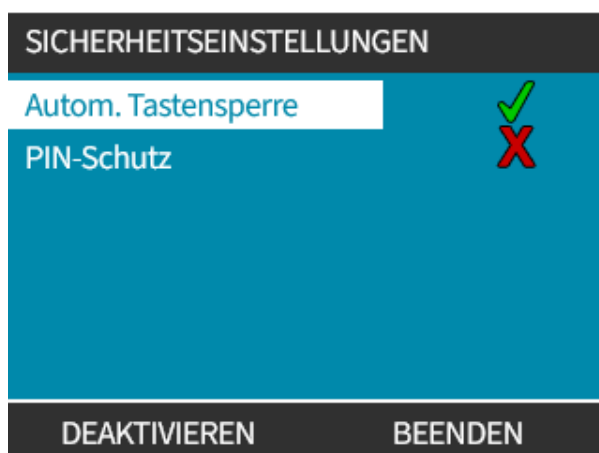 SICHERHEITSEINSTELLUNGEN
Autom. Tastensperre
PIN-Schutz
DEAKTIVIEREN BEENDEN